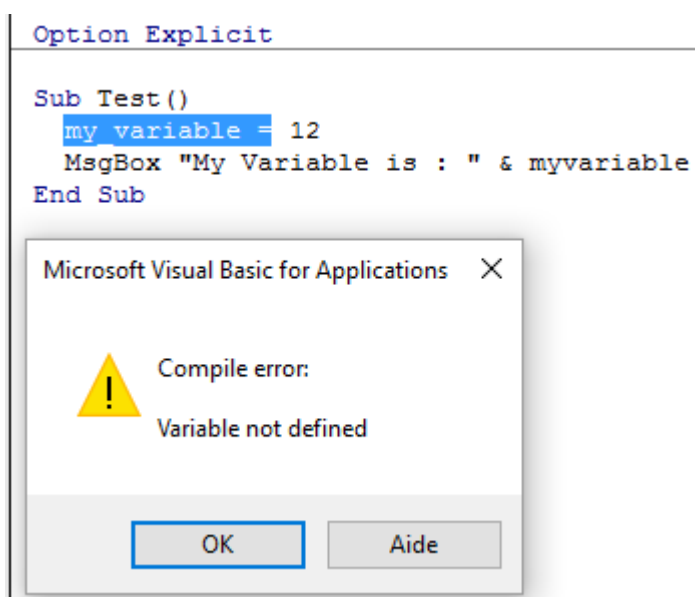 Option Explicit
Sub Test()
my_variable = 12
MsgBox "My Variable is : " & myvariable
End Sub
Microsoft Visual Basic for Applications
Compile error:
Variable not defined
OK Aide